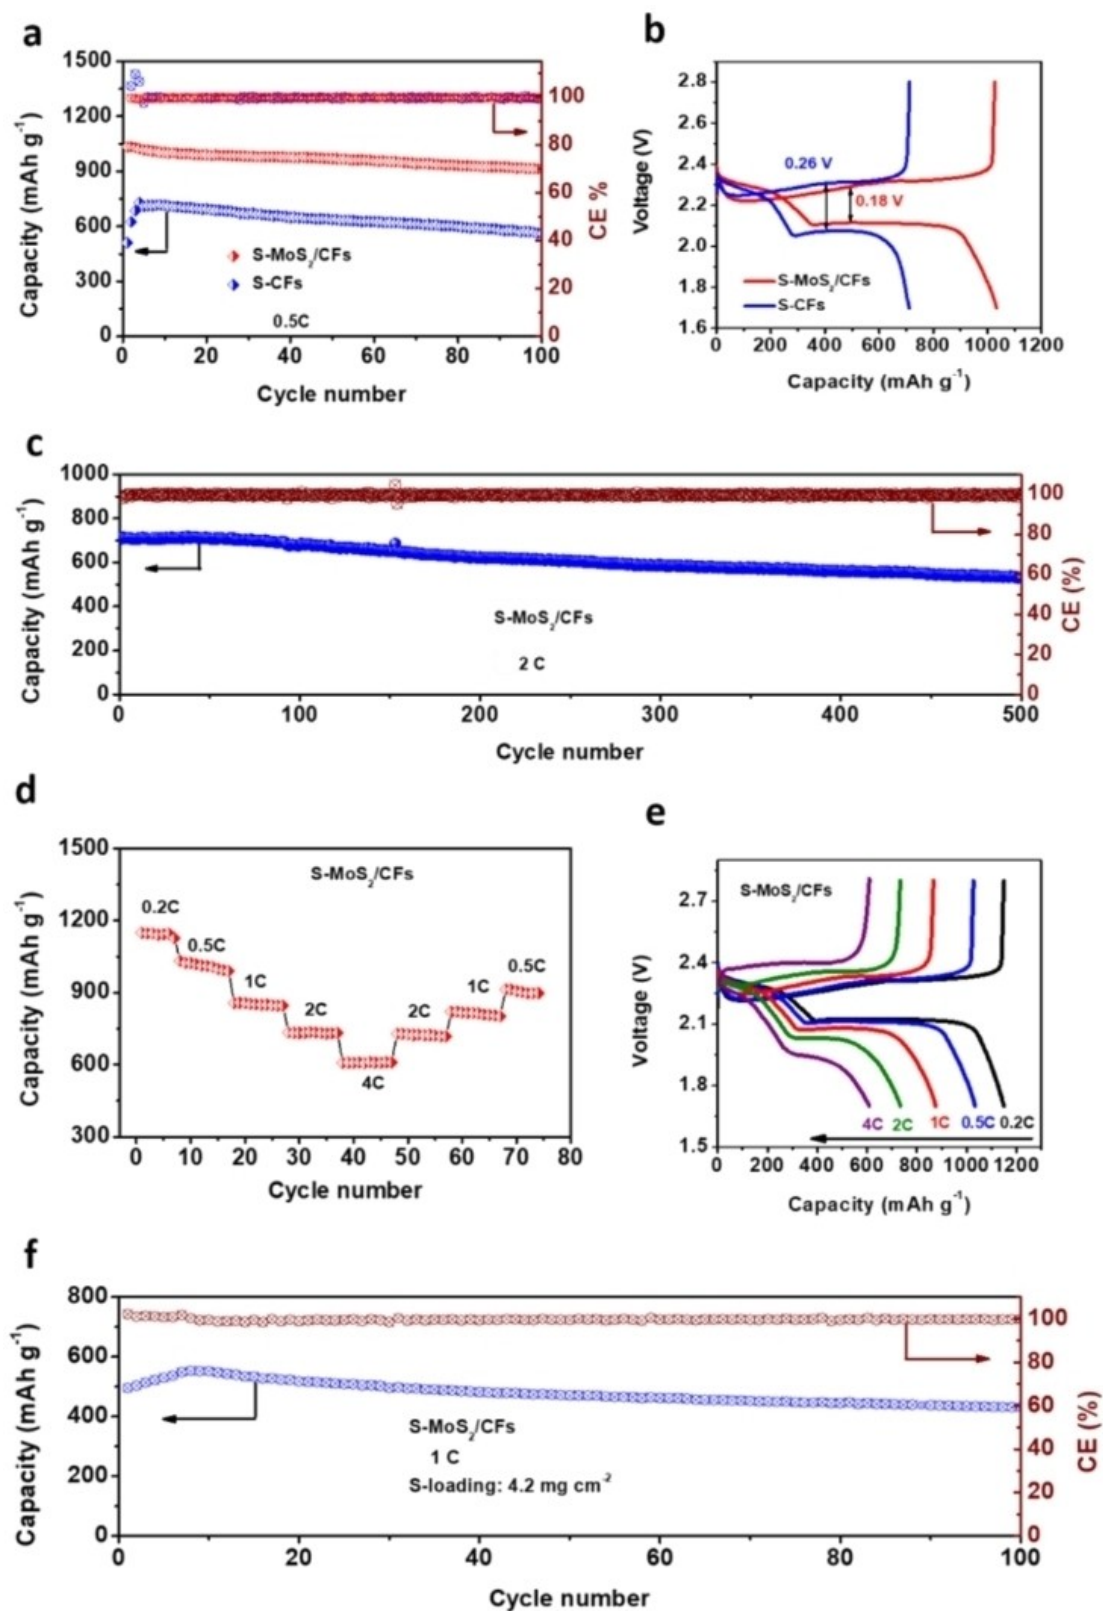 a
1500
1200
900
600
300
0
Capacity (mAh g⁻¹)
100
80
60
40
20
0
CE %
S-MoS₂/CFs
S-CFs
0.5C
0 20 40 60 80 100
Cycle number
b
2.8
2.6
2.4
2.2
2.0
1.8
1.6
Voltage (V)
0.26 V
0.18 V
S-MoS₂/CFs
S-CFs
0 200 400 600 800 1000 1200
Capacity (mAh g⁻¹)
c
1000
800
600
400
200
0
Capacity (mAh g⁻¹)
100
80
60
40
20
0
CE (%)
S-MoS₂/CFs
2 C
0 100 200 300 400 500
Cycle number
d
1500
1200
900
600
300
Capacity (mAh g⁻¹)
S-MoS₂/CFs
0.2C
0.5C
1C
2C
4C
2C
1C
0.5C
0 10 20 30 40 50 60 70 80
Cycle number
e
2.7
2.4
2.1
1.8
1.5
Voltage (V)
S-MoS₂/CFs
4C 2C 1C 0.5C 0.2C
0 200 400 600 800 1000 1200
Capacity (mAh g⁻¹)
f
800
700
600
500
400
200
0
Capacity (mAh g⁻¹)
100
80
60
40
20
0
CE (%)
S-MoS₂/CFs
1 C
S-loading: 4.2 mg cm⁻²
0 20 40 60 80 100
Cycle number